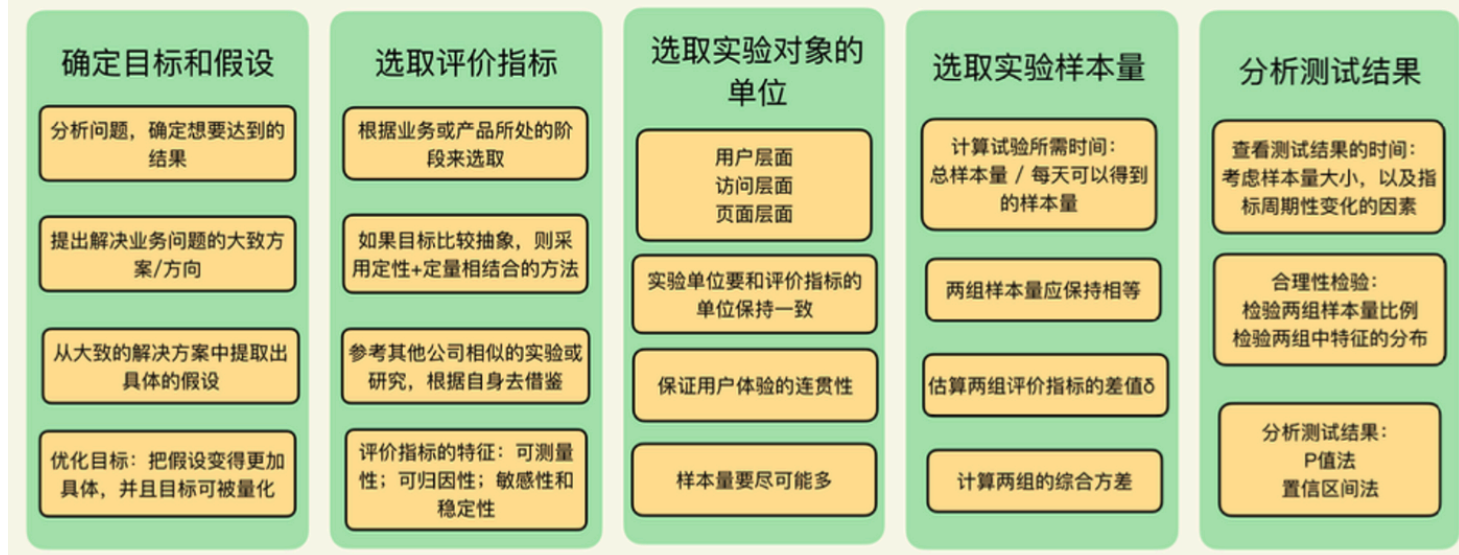 确定目标和假设
分析问题，确定想要达到的
结果
提出解决业务问题的大致方
案/方向
从大致的解决方案中提取出
具体的假设
优化目标：把假设变得更加
具体，并且目标可被量化
选取评价指标
根据业务或产品所处的阶
段来选取
如果目标比较抽象，则采
用定性+定量相结合的方法
参考其他公司相似的实验或
研究，根据自身去借鉴
评价指标的特征：可测量
性；可归因性；敏感性和
稳定性
选取实验对象的
单位
用户层面
访问层面
页面层面
实验单位要和评价指标的
单位保持一致
保证用户体验的连贯性
样本量要尽可能多
选取实验样本量
计算试验所需时间：
总样本量 / 每天可以得到
的样本量
两组样本量应保持相等
估算两组评价指标的差值δ
计算两组的综合方差
分析测试结果
查看测试结果的时间：
考虑样本量大小，以及指
标周期性变化的因素
合理性检验：
检验两组样本量比例
检验两组中特征的分布
分析测试结果：
P值法
置信区间法